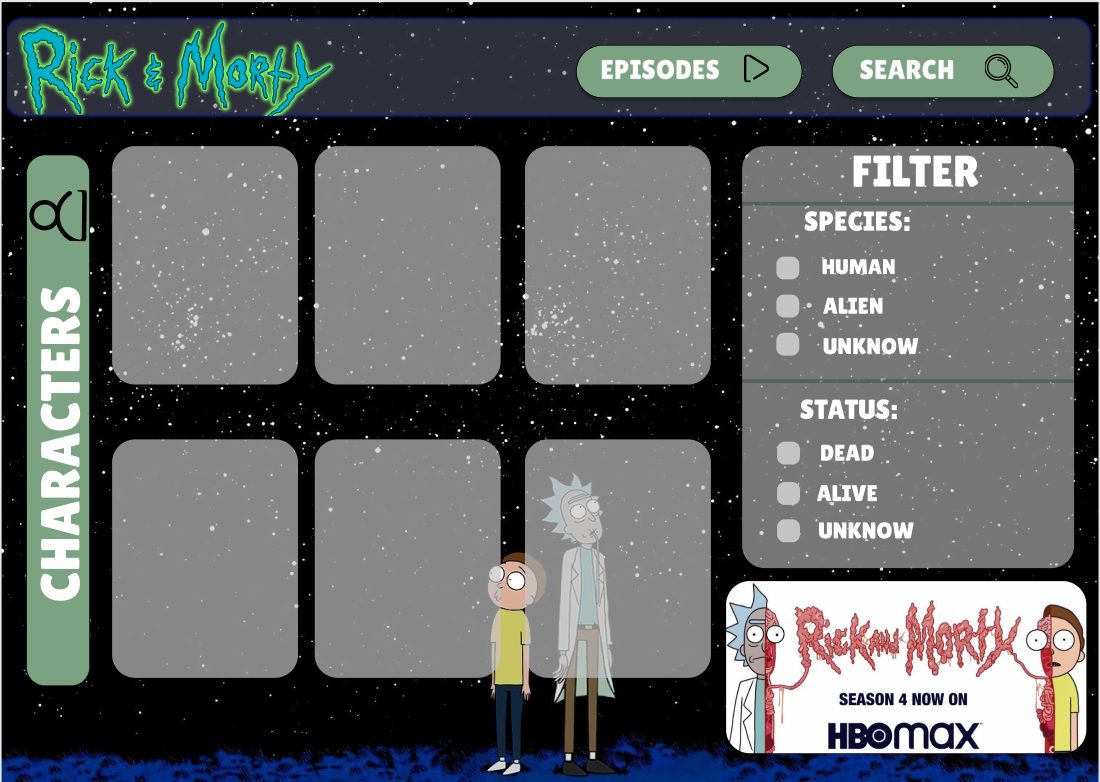 Rick & Morty
EPISODES
SEARCH
CHARACTERS
FILTER
SPECIES:
HUMAN
ALIEN
UNKNOW
STATUS:
DEAD
ALIVE
UNKNOW
RICK AND MORTY
SEASON 4 NOW ON
HBOmax